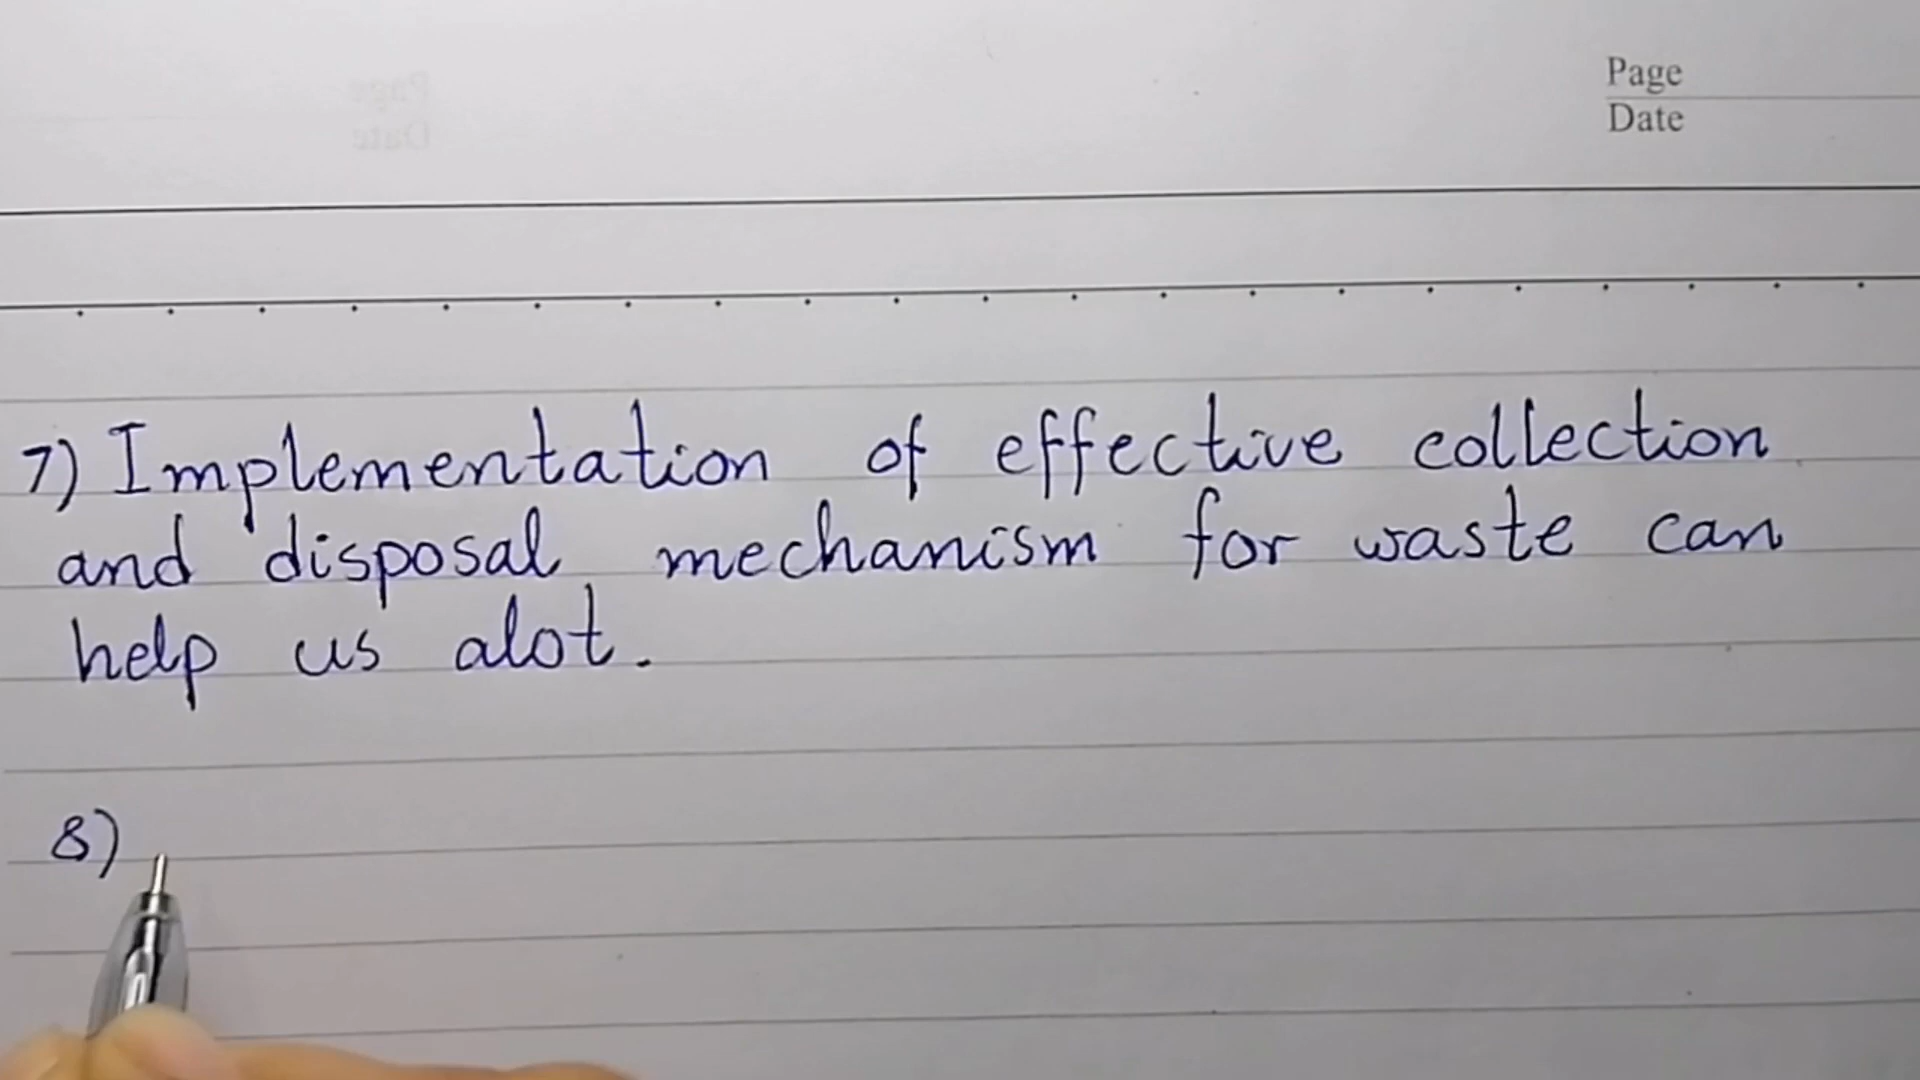 Page
Date
7) Implementation of effective collection
and disposal mechanism for waste can
help us alot.
8)